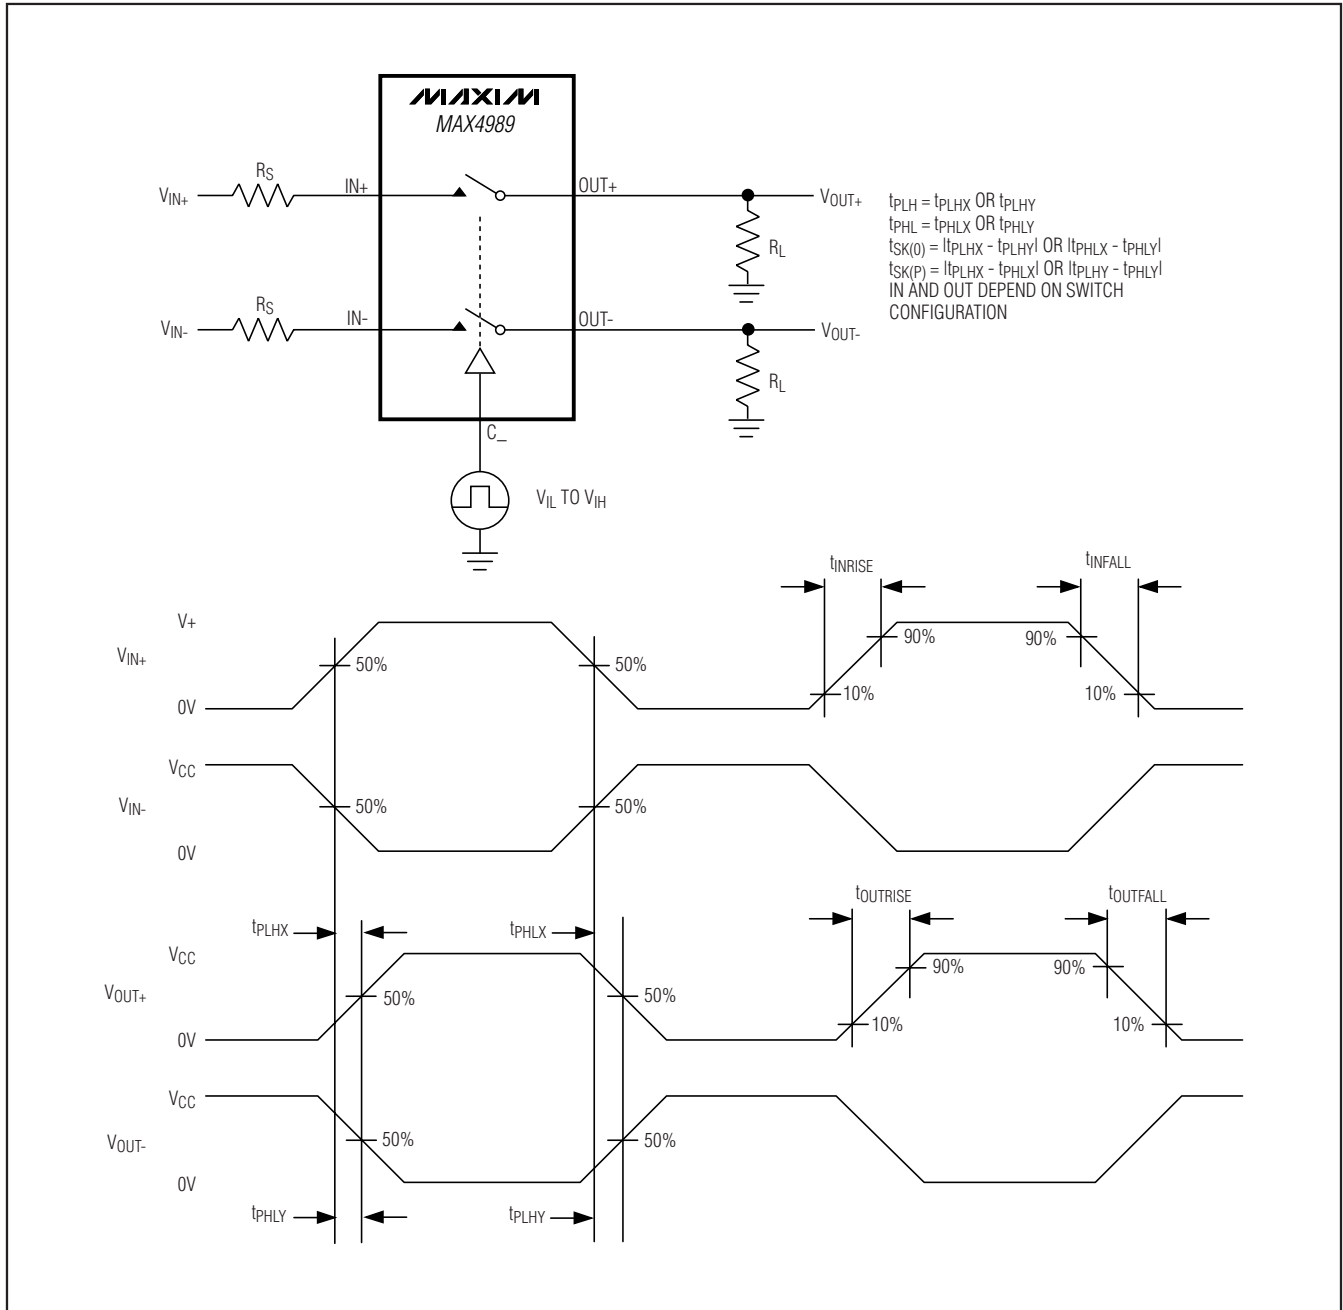 MAXIM
MAX4989
RS
VIN+
IN+
OUT+
VOUT+
RL
tPLH = tPLHX OR tPLHY
tPHL = tPHLX OR tPHLY
tSK(0) = |tPLHX - tPLHY| OR |tPHLX - tPHLY|
tSK(P) = |tPLHX - tPHLX| OR |tPLHY - tPHLY|
IN AND OUT DEPEND ON SWITCH
CONFIGURATION
RS
VIN-
IN-
OUT-
VOUT-
RL
C_
VIL TO VIH
tINRISE
tINFALL
V+
VIN+
0V
50%
50%
90%
10%
90%
10%
VCC
VIN-
0V
50%
50%
tOUTRISE
tOUTFALL
tPLHX
tPHLX
VCC
VOUT+
0V
50%
50%
90%
10%
90%
10%
VCC
VOUT-
0V
50%
50%
tPHLY
tPLHY